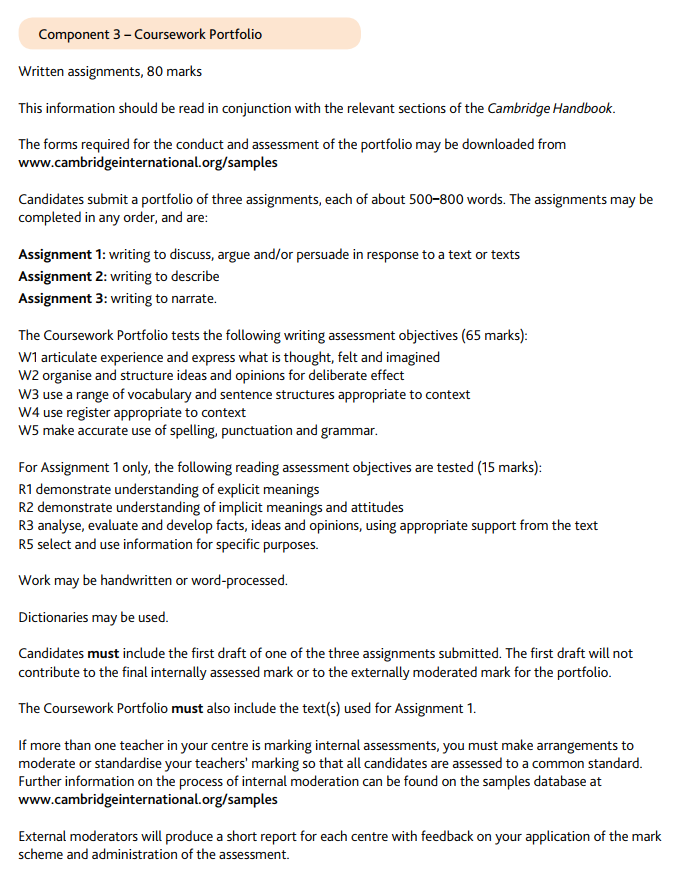 Component 3 – Coursework Portfolio
Written assignments, 80 marks
This information should be read in conjunction with the relevant sections of the Cambridge Handbook.
The forms required for the conduct and assessment of the portfolio may be downloaded from
www.cambridgeinternational.org/samples
Candidates submit a portfolio of three assignments, each of about 500–800 words. The assignments may be
completed in any order, and are:
Assignment 1: writing to discuss, argue and/or persuade in response to a text or texts
Assignment 2: writing to describe
Assignment 3: writing to narrate.
The Coursework Portfolio tests the following writing assessment objectives (65 marks):
W1 articulate experience and express what is thought, felt and imagined
W2 organise and structure ideas and opinions for deliberate effect
W3 use a range of vocabulary and sentence structures appropriate to context
W4 use register appropriate to context
W5 make accurate use of spelling, punctuation and grammar.
For Assignment 1 only, the following reading assessment objectives are tested (15 marks):
R1 demonstrate understanding of explicit meanings
R2 demonstrate understanding of implicit meanings and attitudes
R3 analyse, evaluate and develop facts, ideas and opinions, using appropriate support from the text
R5 select and use information for specific purposes.
Work may be handwritten or word-processed.
Dictionaries may be used.
Candidates must include the first draft of one of the three assignments submitted. The first draft will not
contribute to the final internally assessed mark or to the externally moderated mark for the portfolio.
The Coursework Portfolio must also include the text(s) used for Assignment 1.
If more than one teacher in your centre is marking internal assessments, you must make arrangements to
moderate or standardise your teachers' marking so that all candidates are assessed to a common standard.
Further information on the process of internal moderation can be found on the samples database at
www.cambridgeinternational.org/samples
External moderators will produce a short report for each centre with feedback on your application of the mark
scheme and administration of the assessment.